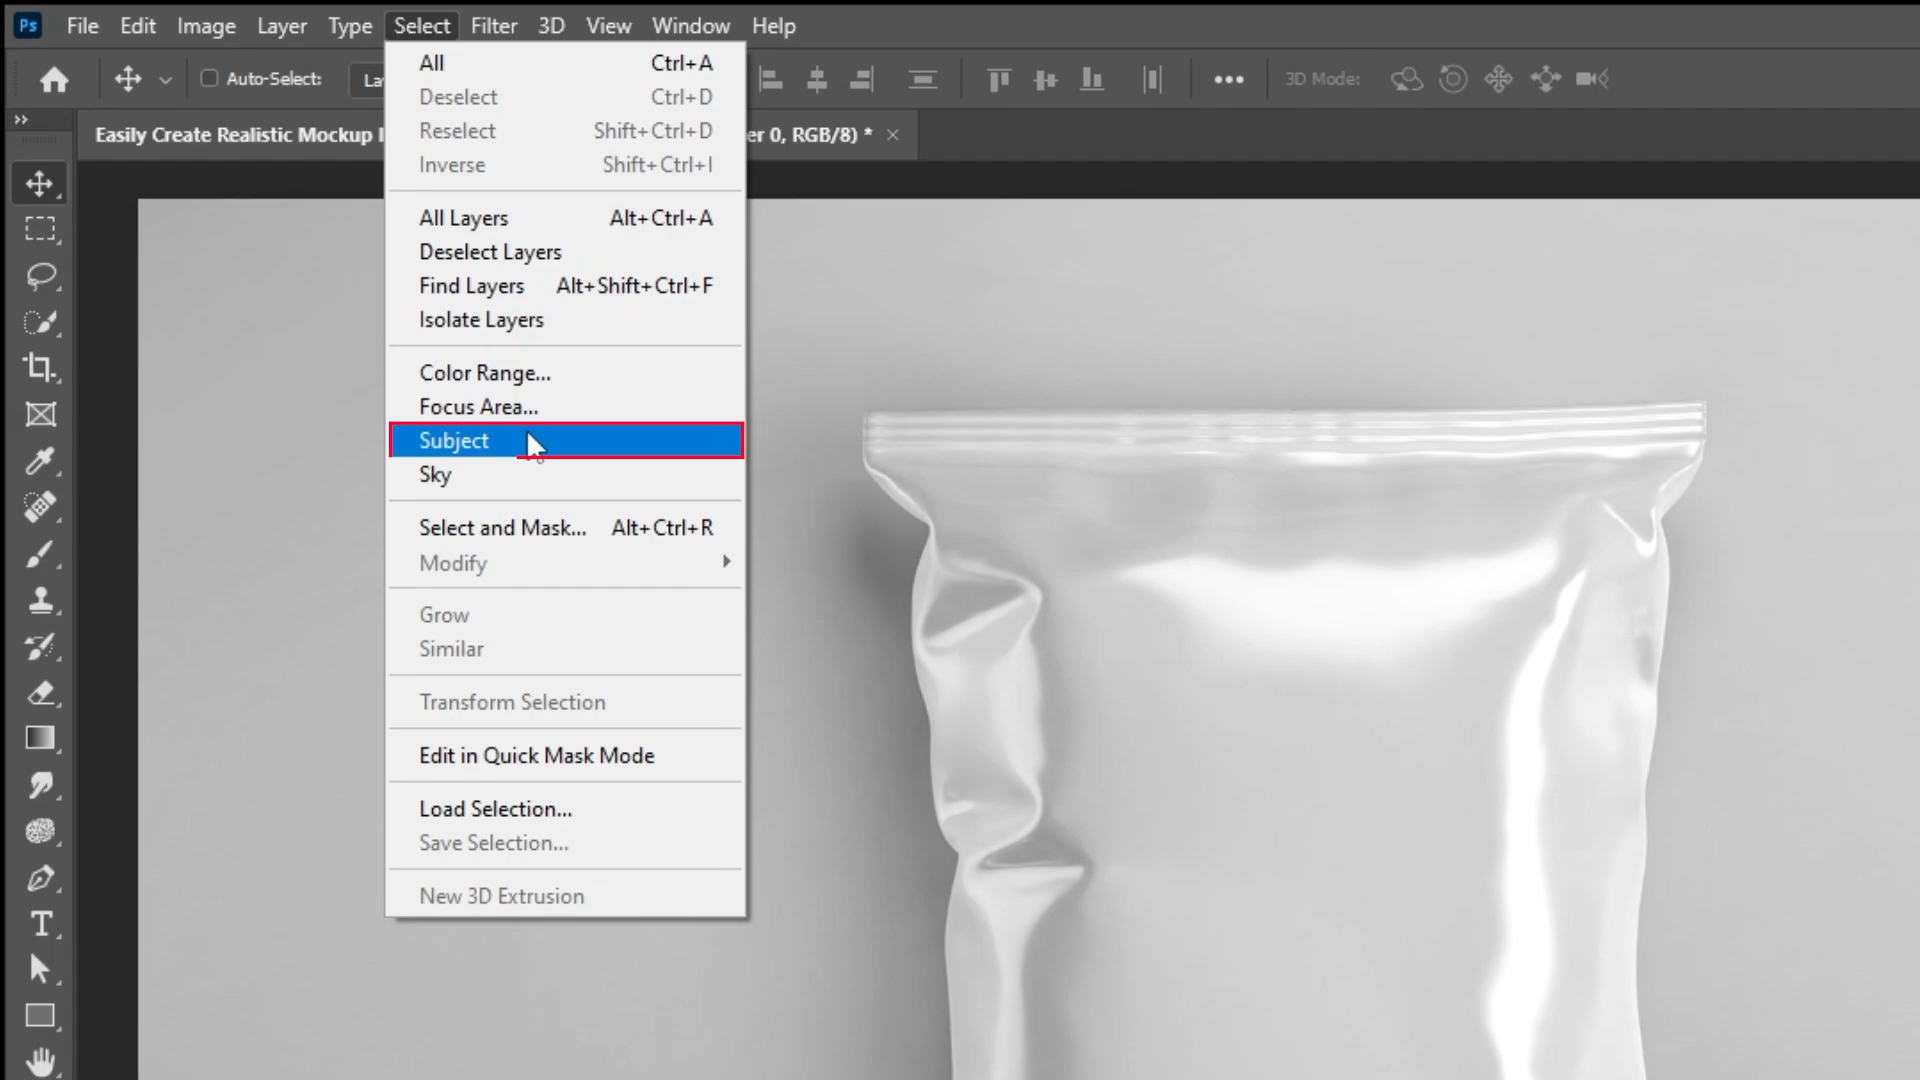 Ps File Edit Image Layer Type Select Filter 3D View Window Help
Auto-Select: La 3D Mode:
Easily Create Realistic Mockup er 0, RGB/8) *
All Ctrl+A
Deselect Ctrl+D
Reselect Shift+Ctrl+D
Inverse Shift+Ctrl+I
All Layers Alt+Ctrl+A
Deselect Layers
Find Layers Alt+Shift+Ctrl+F
Isolate Layers
Color Range...
Focus Area...
Subject
Sky
Select and Mask... Alt+Ctrl+R
Modify
Grow
Similar
Transform Selection
Edit in Quick Mask Mode
Load Selection...
Save Selection...
New 3D Extrusion